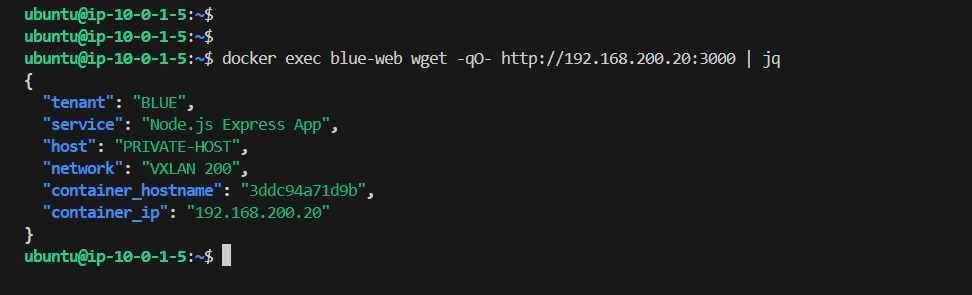 ubuntu@ip-10-0-1-5:~$
ubuntu@ip-10-0-1-5:~$
ubuntu@ip-10-0-1-5:~$ docker exec blue-web wget -qO- http://192.168.200.20:3000 | jq
{
  "tenant": "BLUE",
  "service": "Node.js Express App",
  "host": "PRIVATE-HOST",
  "network": "VXLAN 200",
  "container_hostname": "3ddc94a71d9b",
  "container_ip": "192.168.200.20"
}
ubuntu@ip-10-0-1-5:~$